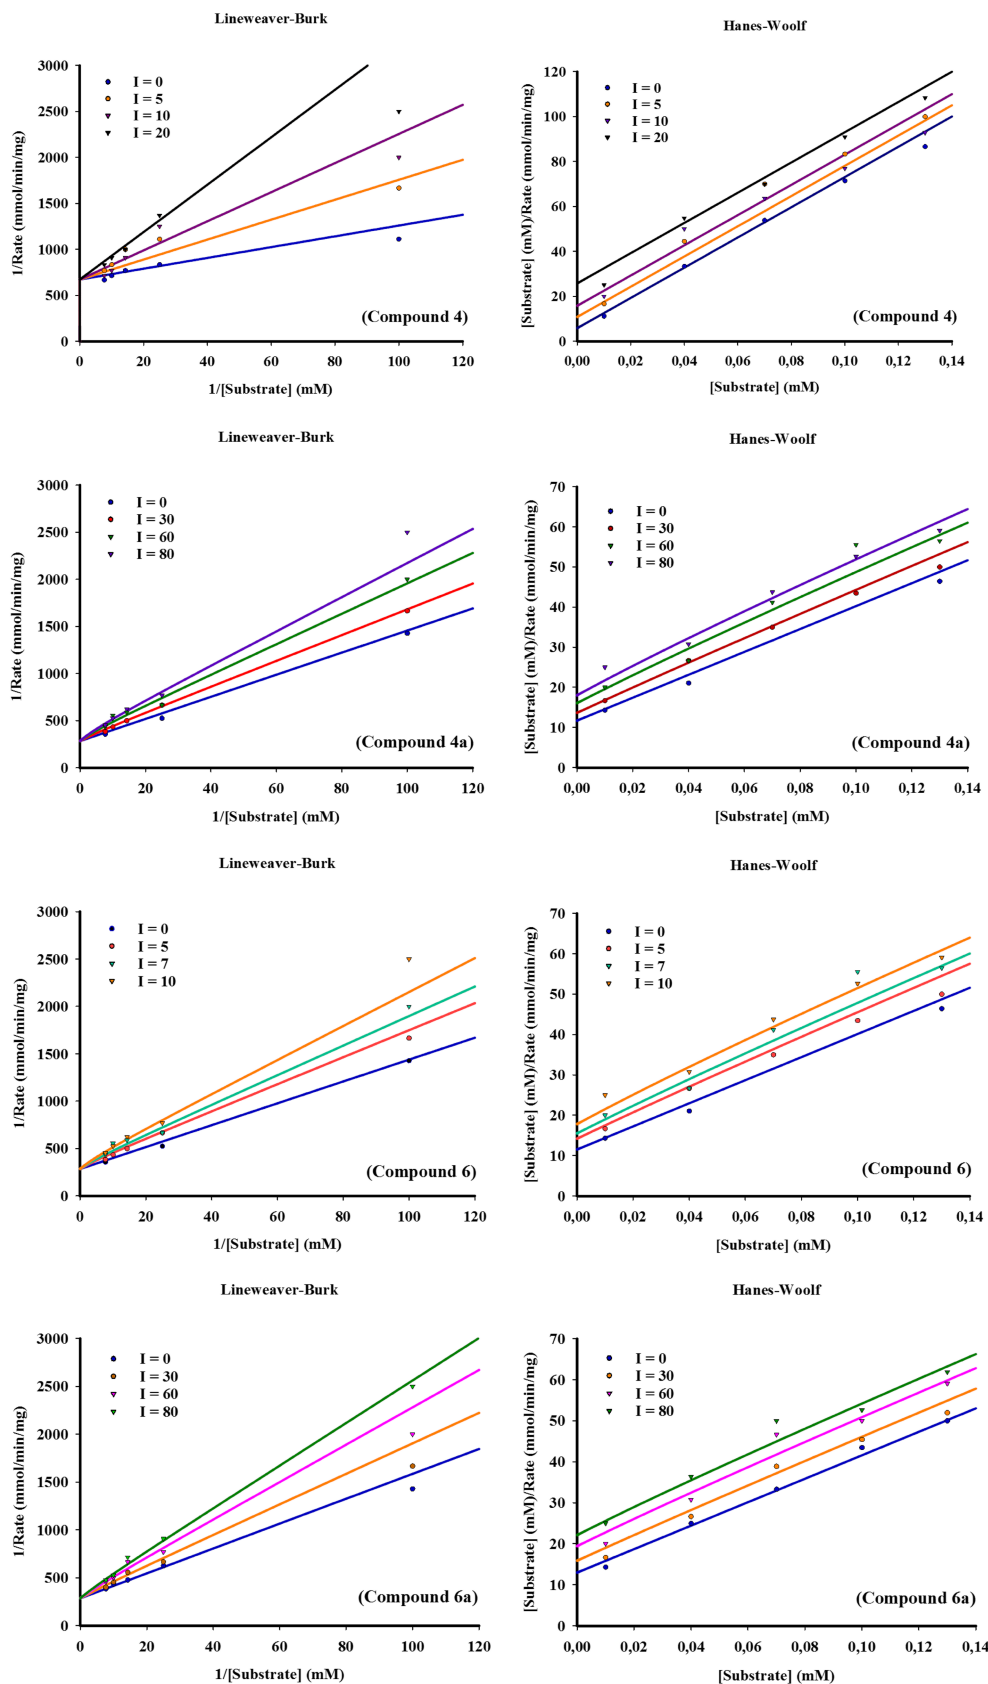 Lineweaver-Burk
1/Rate (mmol/min/mg)
3000
2500
2000
1500
1000
500
0
I = 0
I = 5
I = 10
I = 20
(Compound 4)
0 20 40 60 80 100 120
1/[Substrate] (mM)
Hanes-Woolf
[Substrate] (mM)/Rate (mmol/min/mg)
120
100
80
60
40
20
0
I = 0
I = 5
I = 10
I = 20
(Compound 4)
0,00 0,02 0,04 0,06 0,08 0,10 0,12 0,14
[Substrate] (mM)
Lineweaver-Burk
1/Rate (mmol/min/mg)
3000
2500
2000
1500
1000
500
0
I = 0
I = 30
I = 60
I = 80
(Compound 4a)
0 20 40 60 80 100 120
1/[Substrate] (mM)
Hanes-Woolf
[Substrate] (mM)/Rate (mmol/min/mg)
70
60
50
40
30
20
10
0
I = 0
I = 30
I = 60
I = 80
(Compound 4a)
0,00 0,02 0,04 0,06 0,08 0,10 0,12 0,14
[Substrate] (mM)
Lineweaver-Burk
1/Rate (mmol/min/mg)
3000
2500
2000
1500
1000
500
0
I = 0
I = 5
I = 7
I = 10
(Compound 6)
0 20 40 60 80 100 120
1/[Substrate] (mM)
Hanes-Woolf
[Substrate] (mM)/Rate (mmol/min/mg)
70
60
50
40
30
20
10
0
I = 0
I = 5
I = 7
I = 10
(Compound 6)
0,00 0,02 0,04 0,06 0,08 0,10 0,12 0,14
[Substrate] (mM)
Lineweaver-Burk
1/Rate (mmol/min/mg)
3000
2500
2000
1500
1000
500
0
I = 0
I = 30
I = 60
I = 80
(Compound 6a)
0 20 40 60 80 100 120
1/[Substrate] (mM)
Hanes-Woolf
[Substrate] (mM)/Rate (mmol/min/mg)
70
60
50
40
30
20
10
0
I = 0
I = 30
I = 60
I = 80
(Compound 6a)
0,00 0,02 0,04 0,06 0,08 0,10 0,12 0,14
[Substrate] (mM)